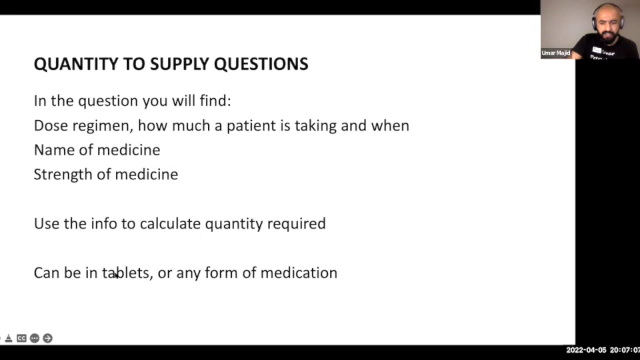 QUANTITY TO SUPPLY QUESTIONS
In the question you will find:
Dose regimen, how much a patient is taking and when
Name of medicine
Strength of medicine
Use the info to calculate quantity required
Can be in tablets, or any form of medication
Umar Majid
CC
2022-04-05 20:07:07